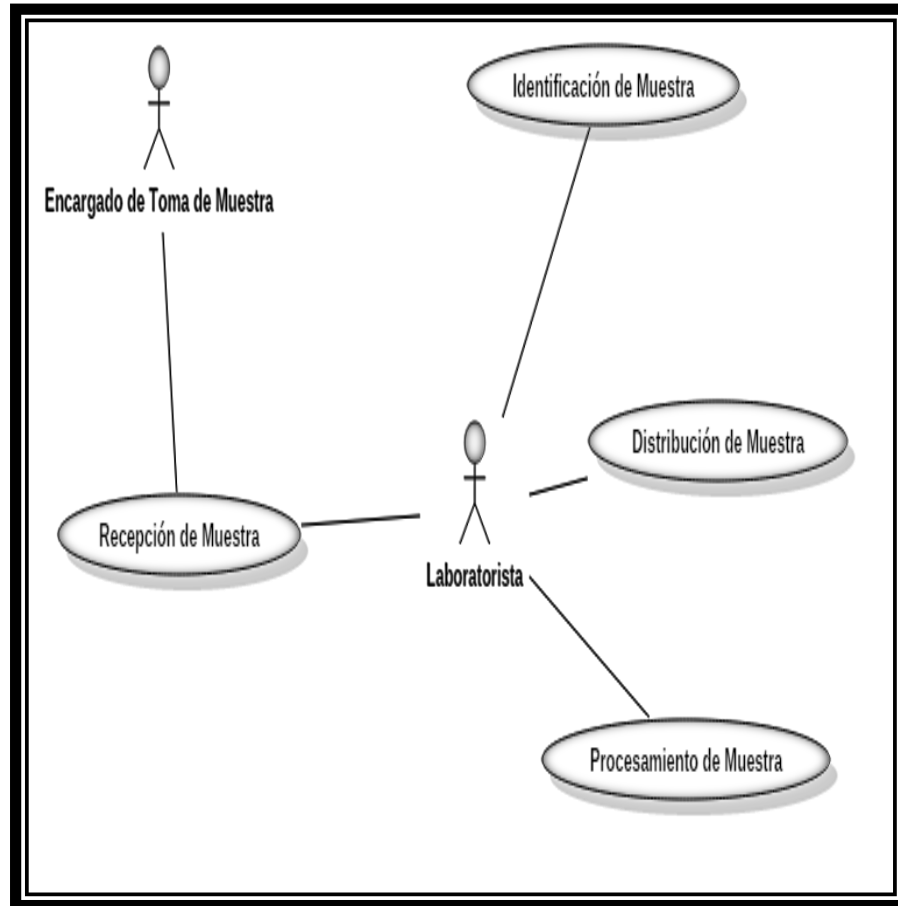 Identificación de Muestra
Encargado de Toma de Muestra
Distribución de Muestra
Recepción de Muestra
Laboratorista
Procesamiento de Muestra